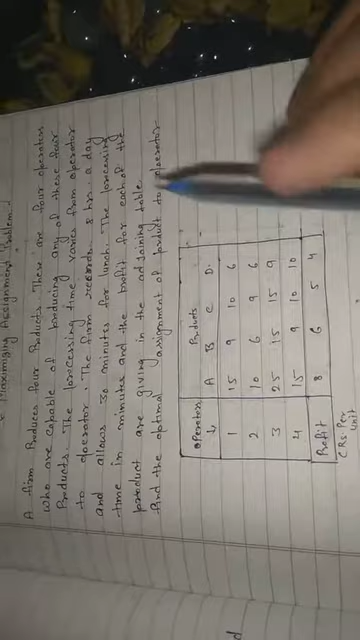 Maximizing Assignment Problem
A firm Produces four Products. There are four operators
who are capable of producing any of these four
Products. The processing time varies from operator
to operator. The firm records 8 hrs. a day
and allows 30 minutes for lunch. The processing
time in minutes and the profit for each of the
product are giving in the adjoining table
Find the optimal assignment of product to operator
operators Products
↓ A B C D
1 15 9 10 6
2 10 6 9 6
3 25 15 15 9
4 15 9 10 10
Profit 8 6 5 4
(Rs. Per unit